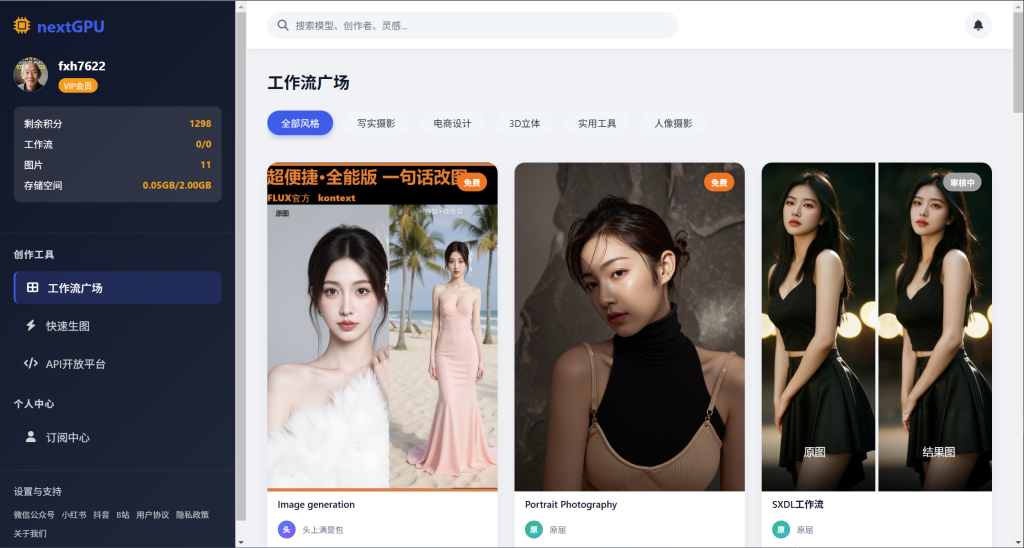 nextGPU
fxh7622
VIP会员
剩余积分 1298
工作流 0/0
图片 11
存储空间 0.05GB/2.00GB
创作工具
工作流广场
快速生图
API开放平台
个人中心
订阅中心
设置与支持
微信公众号 小红书 抖音 B站 用户协议 隐私政策
关于我们
搜索模型、创作者、灵感...
工作流广场
全部风格 写实摄影 电商设计 3D立体 实用工具 人像摄影
超便捷•全能版 一句话改图
免费
FLUX官方 kontext
原图
Image generation
头 头上满是包
免费
Portrait Photography
原 原屈
审核中
原图 结果图
SXDL工作流
原 原屈